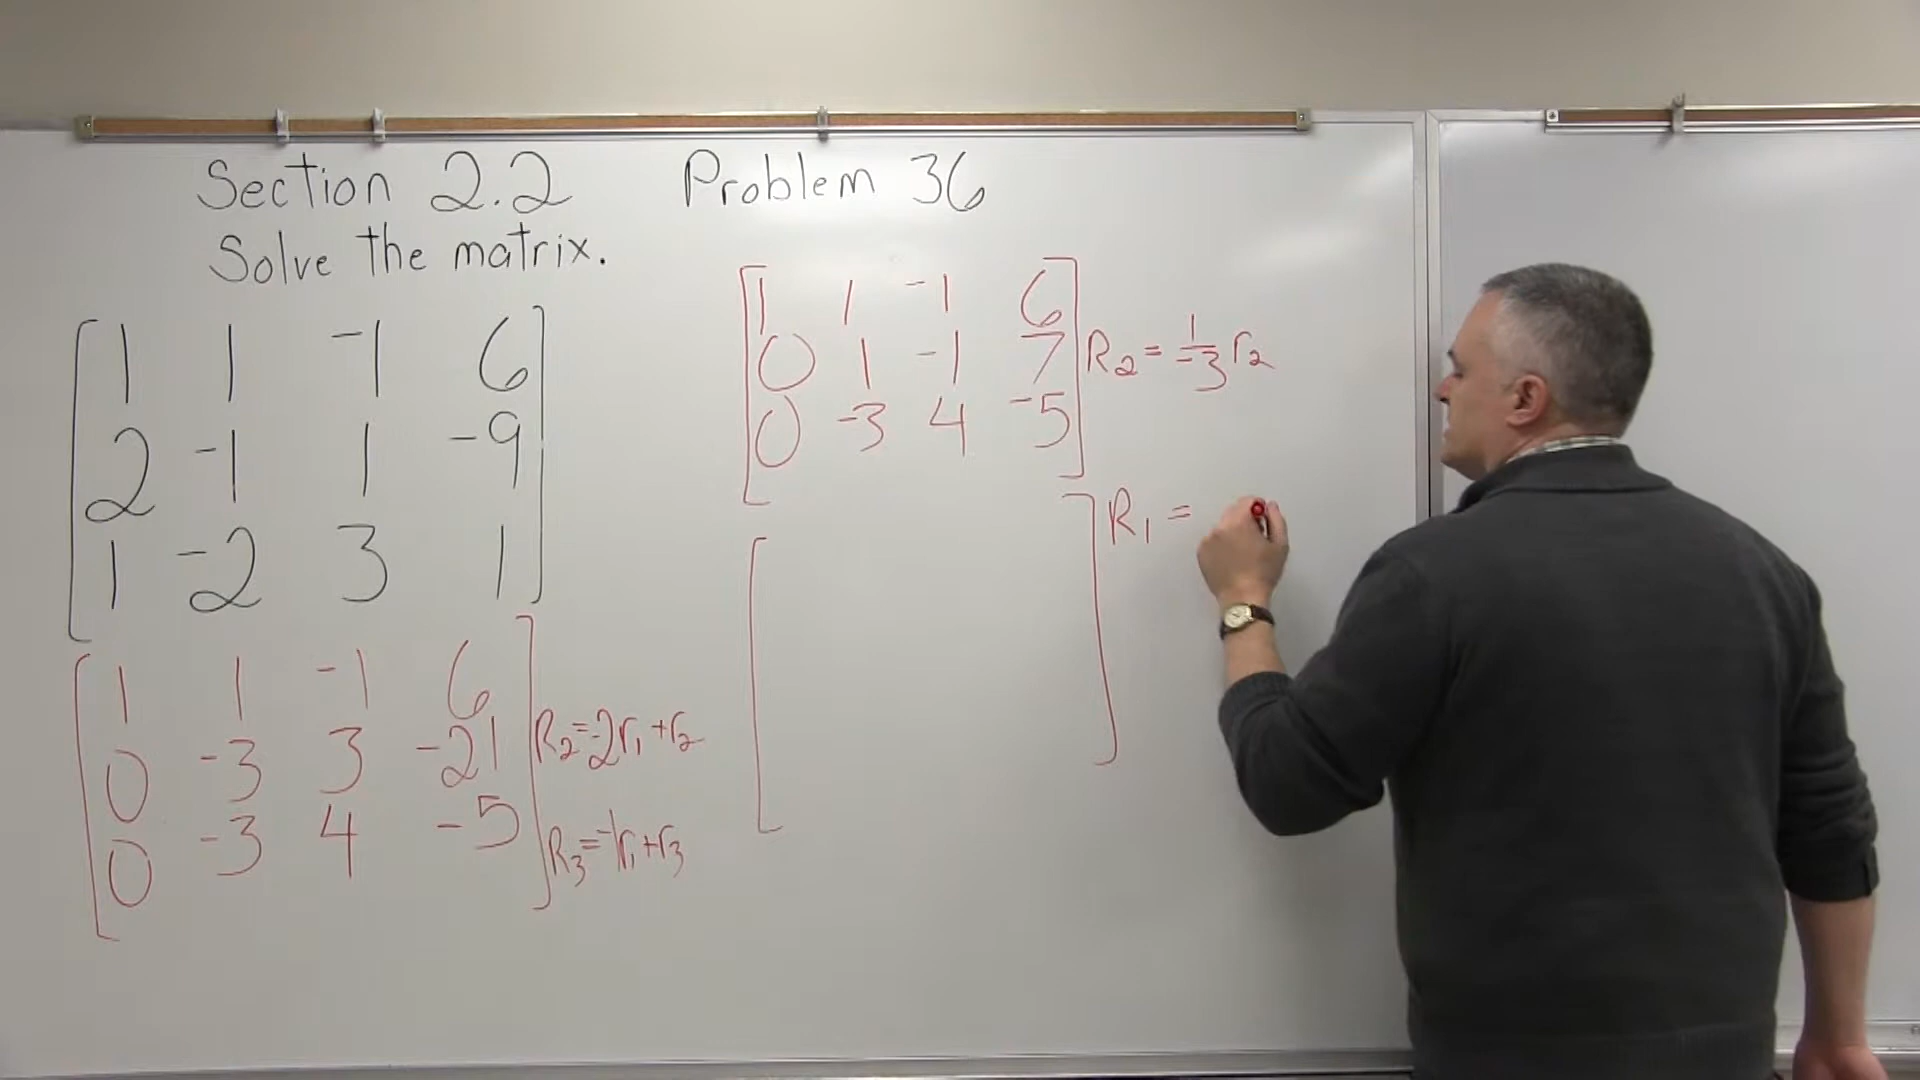 Section 2.2 Problem 36
Solve the matrix.
1 1 -1 6
2 -1 1 -9
1 -2 3 1
1 1 -1 6
0 -3 3 -21 R₂=-2r₁+r₂
0 -3 4 -5 R₃=-1r₁+r₃
1 1 -1 6
0 1 -1 7 R₂=1/-3 r₂
0 -3 4 -5
R₁=